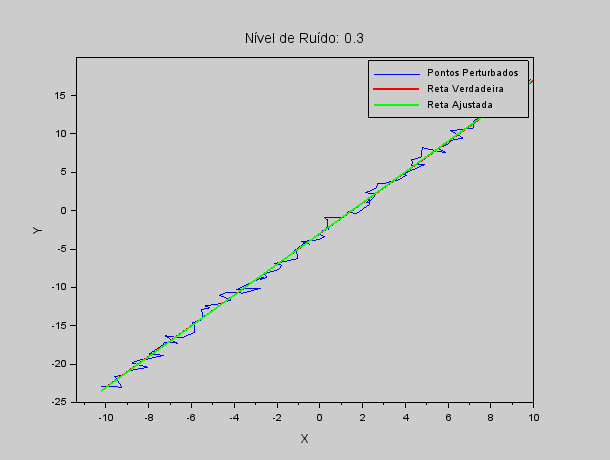 Nível de Ruído: 0.3
Pontos Perturbados
Reta Verdadeira
Reta Ajustada
15
10
5
0
-5
-10
-15
-20
-25
Y
-10 -8 -6 -4 -2 0 2 4 6 8 10
X